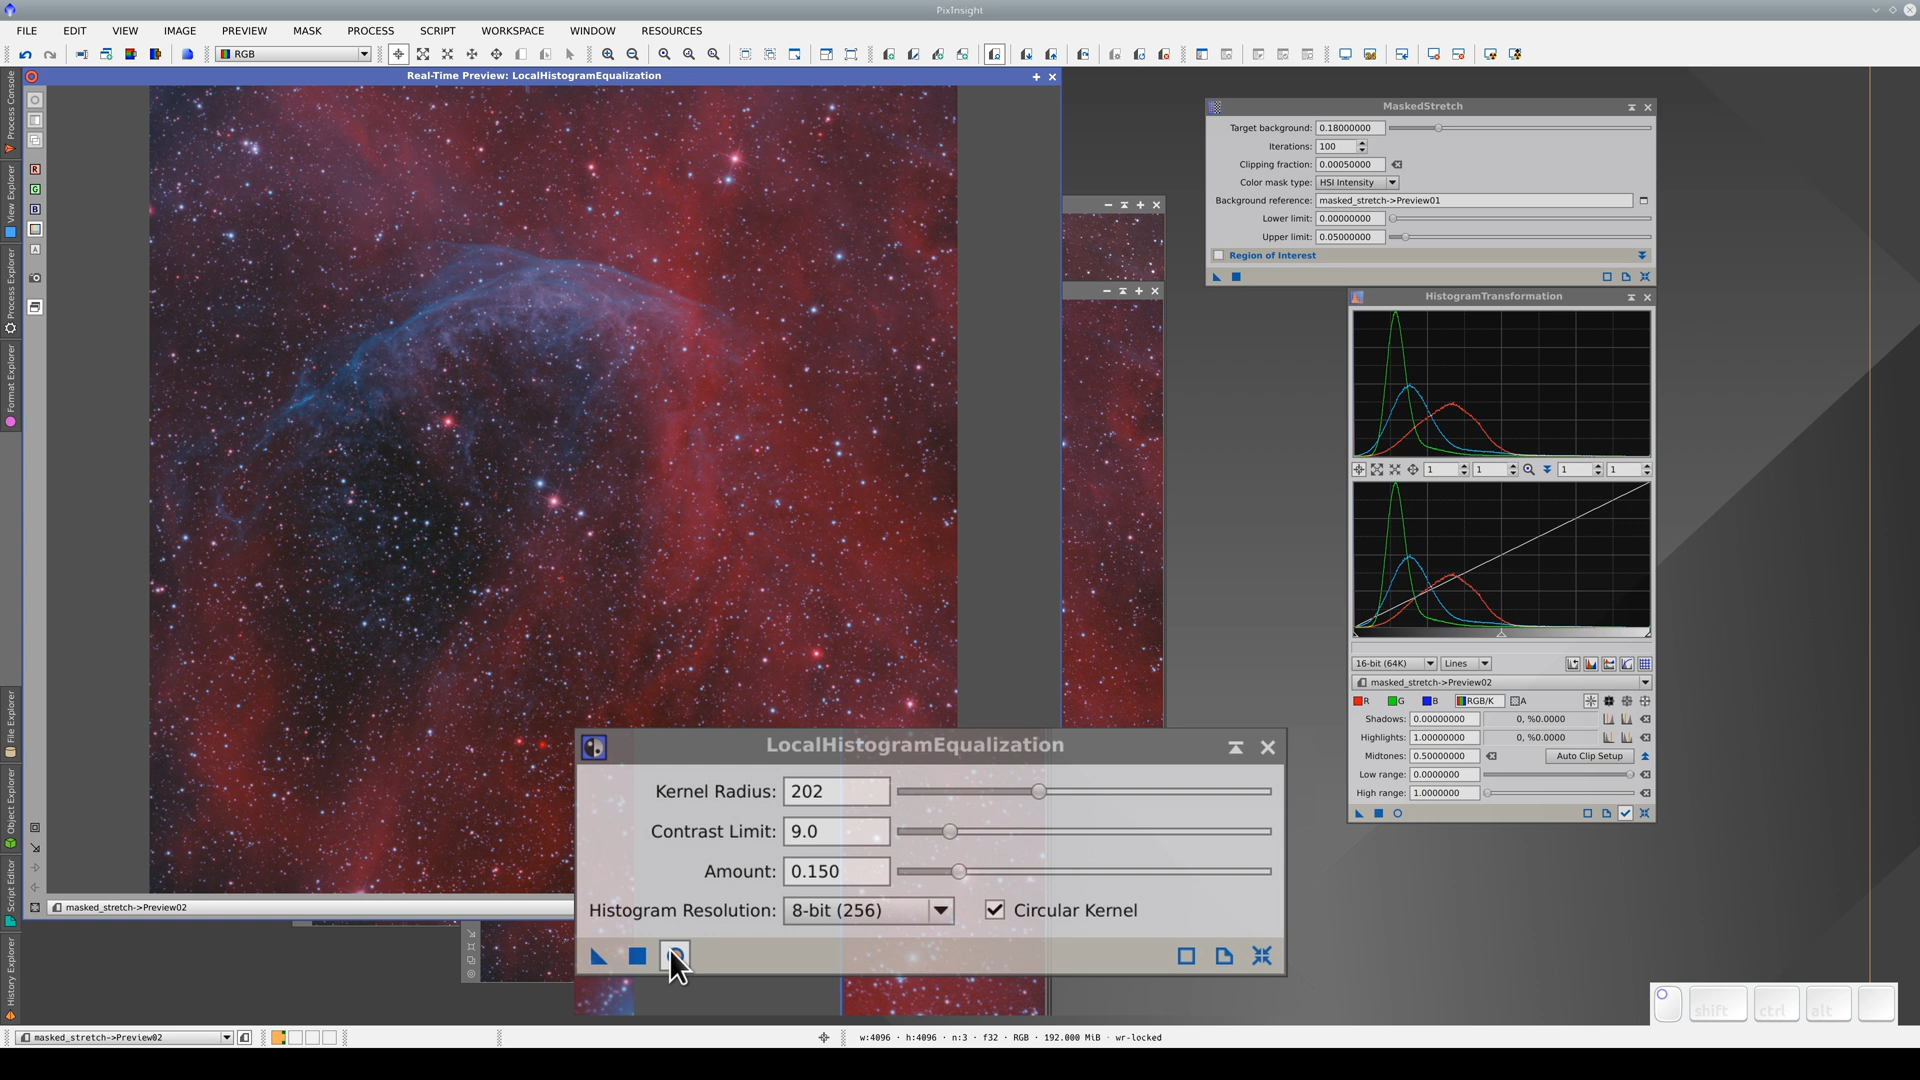 PixInsight
FILE EDIT VIEW IMAGE PREVIEW MASK PROCESS SCRIPT WORKSPACE WINDOW RESOURCES
RGB
Real-Time Preview: LocalHistogramEqualization
Process Console
View Explorer
Process Explorer
Format Explorer
File Explorer
Object Explorer
Script Editor
History Explorer
R
G
B
A
MaskedStretch
Target background: 0.18000000
Iterations: 100
Clipping fraction: 0.00050000
Color mask type: HSI Intensity
Background reference: masked_stretch->Preview01
Lower limit: 0.00000000
Upper limit: 0.05000000
Region of Interest
HistogramTransformation
1 1 1 1
16-bit (64K) Lines
masked_stretch->Preview02
R G B RGB/K A
Shadows: 0.00000000 0, %0.0000
Highlights: 1.00000000 0, %0.0000
Midtones: 0.50000000 Auto Clip Setup
Low range: 0.0000000
High range: 1.0000000
LocalHistogramEqualization
Kernel Radius: 202
Contrast Limit: 9.0
Amount: 0.150
Histogram Resolution: 8-bit (256) Circular Kernel
masked_stretch->Preview02
shift ctrl alt
masked_stretch->Preview02
w:4096 · h:4096 · n:3 · f32 · RGB · 192.000 MiB · wr-locked